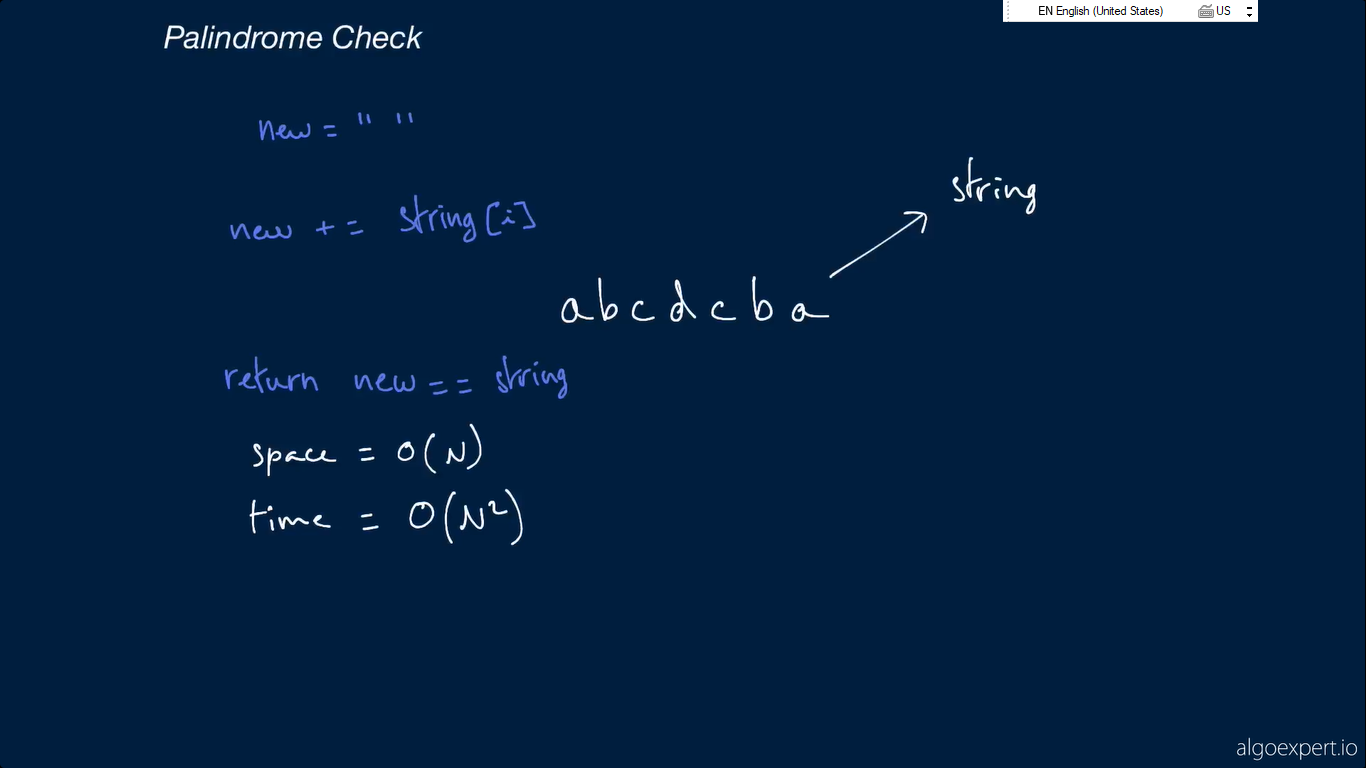 EN English (United States) US
Palindrome Check
new = " "
string
new += string[i]
abcdcba
return new == string
space = O(N)
time = O(N²)
algoexpert.io